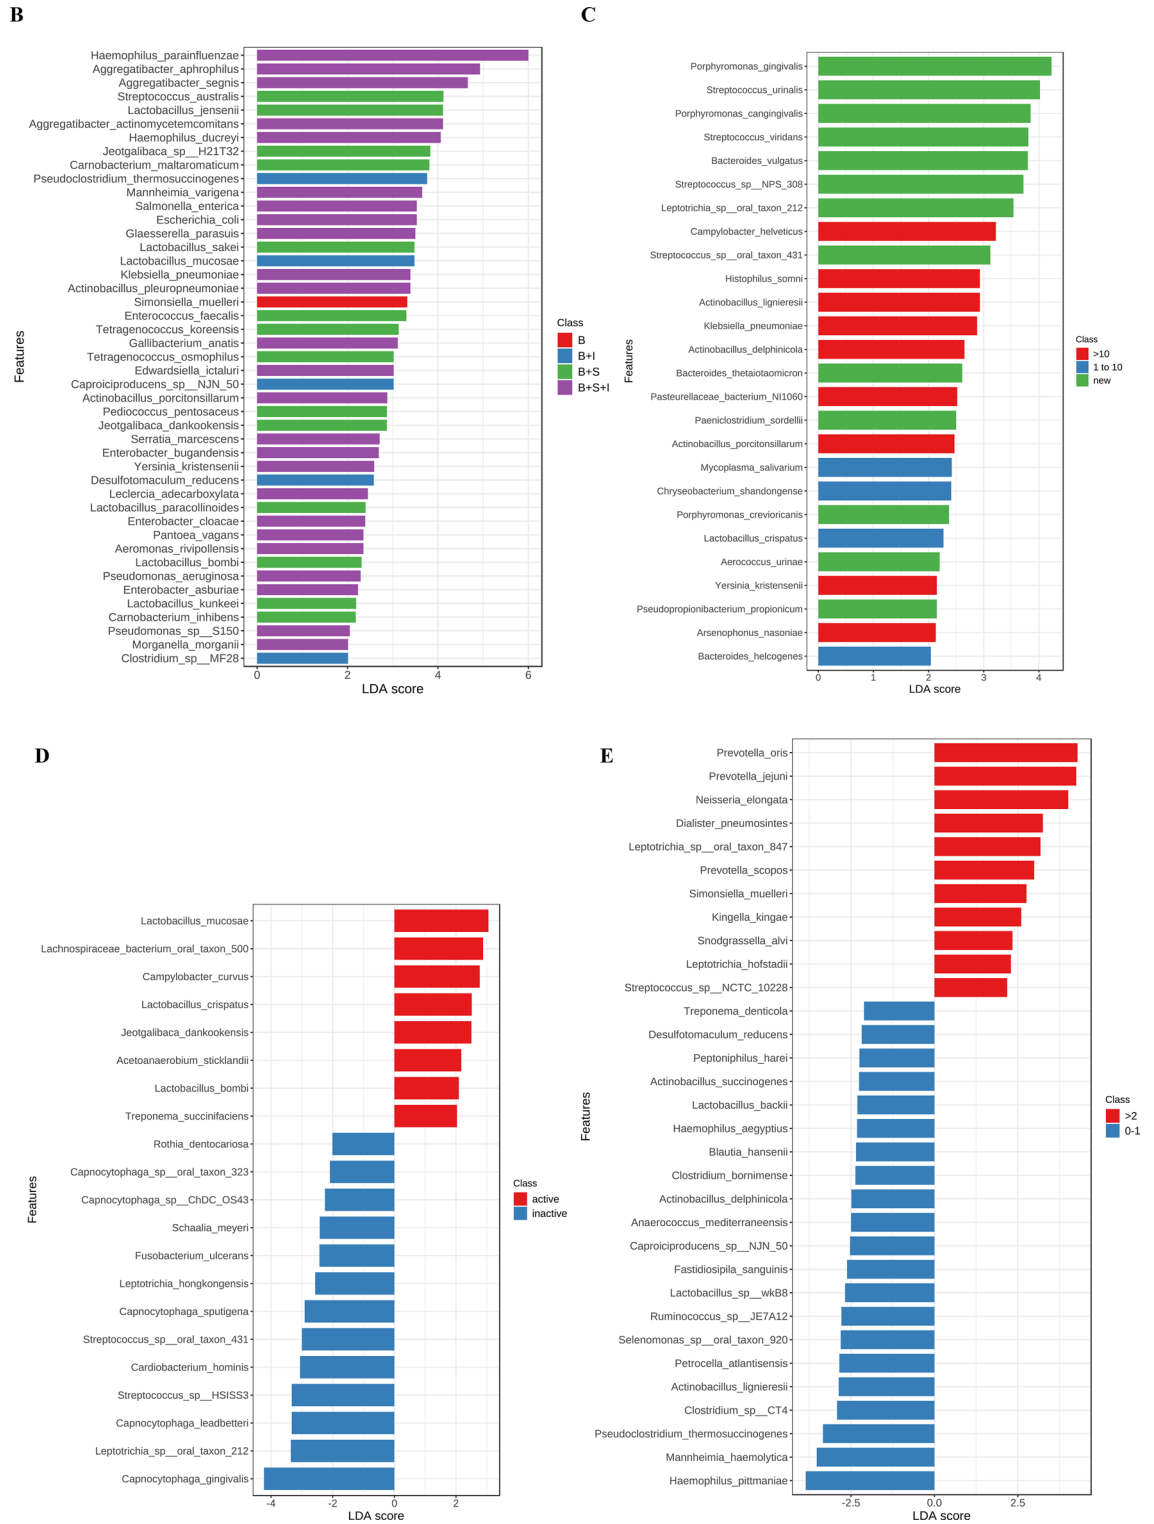 B
Haemophilus_parainfluenzae
Aggregatibacter_aphrophilus
Aggregatibacter_segnis
Streptococcus_australis
Lactobacillus_jensenii
Aggregatibacter_actinomycetemcomitans
Haemophilus_ducreyi
Jeotgalibaca_sp__H21T32
Carnobacterium_maltaromaticum
Pseudoclostridium_thermosuccinogenes
Mannheimia_varigena
Salmonella_enterica
Escherichia_coli
Glaesserella_parasuis
Lactobacillus_sakei
Lactobacillus_mucosae
Klebsiella_pneumoniae
Actinobacillus_pleuropneumoniae
Simonsiella_muelleri
Enterococcus_faecalis
Tetragenococcus_koreensis
Gallibacterium_anatis
Tetragenococcus_osmophilus
Edwardsiella_ictaluri
Caproiciproducens_sp__NJN_50
Actinobacillus_porcitonsillarum
Pediococcus_pentosaceus
Jeotgalibaca_dankookensis
Serratia_marcescens
Enterobacter_bugandensis
Yersinia_kristensenii
Desulfotomaculum_reducens
Leclercia_adecarboxylata
Lactobacillus_paracollinoides
Enterobacter_cloacae
Pantoea_vagans
Aeromonas_rivipollensis
Lactobacillus_bombi
Pseudomonas_aeruginosa
Enterobacter_asburiae
Lactobacillus_kunkeei
Carnobacterium_inhibens
Pseudomonas_sp__S150
Morganella_morganii
Clostridium_sp__MF28
0 2 4 6
LDA score
Features
Class
B
B+I
B+S
B+S+I
C
Porphyromonas_gingivalis
Streptococcus_urinalis
Porphyromonas_cangingivalis
Streptococcus_viridans
Bacteroides_vulgatus
Streptococcus_sp__NPS_308
Leptotrichia_sp__oral_taxon_212
Campylobacter_helveticus
Streptococcus_sp__oral_taxon_431
Histophilus_somni
Actinobacillus_lignieresii
Klebsiella_pneumoniae
Actinobacillus_delphinicola
Bacteroides_thetaiotaomicron
Pasteurellaceae_bacterium_NI1060
Paeniclostridium_sordellii
Actinobacillus_porcitonsillarum
Mycoplasma_salivarium
Chryseobacterium_shandongense
Porphyromonas_crevioricanis
Lactobacillus_crispatus
Aerococcus_urinae
Yersinia_kristensenii
Pseudopropionibacterium_propionicum
Arsenophonus_nasoniae
Bacteroides_helcogenes
0 1 2 3 4
LDA score
Features
Class
>10
1 to 10
new
D
Lactobacillus_mucosae
Lachnospiraceae_bacterium_oral_taxon_500
Campylobacter_curvus
Lactobacillus_crispatus
Jeotgalibaca_dankookensis
Acetoanaerobium_sticklandii
Lactobacillus_bombi
Treponema_succinifaciens
Rothia_dentocariosa
Capnocytophaga_sp__oral_taxon_323
Capnocytophaga_sp__ChDC_OS43
Schaalia_meyeri
Fusobacterium_ulcerans
Leptotrichia_hongkongensis
Capnocytophaga_sputigena
Streptococcus_sp__oral_taxon_431
Cardiobacterium_hominis
Streptococcus_sp__HSISS3
Capnocytophaga_leadbetteri
Leptotrichia_sp__oral_taxon_212
Capnocytophaga_gingivalis
-4 -2 0 2
LDA score
Features
Class
active
inactive
E
Prevotella_oris
Prevotella_jejuni
Neisseria_elongata
Dialister_pneumosintes
Leptotrichia_sp__oral_taxon_847
Prevotella_scopos
Simonsiella_muelleri
Kingella_kingae
Snodgrassella_alvi
Leptotrichia_hofstadii
Streptococcus_sp__NCTC_10228
Treponema_denticola
Desulfotomaculum_reducens
Peptoniphilus_harei
Actinobacillus_succinogenes
Lactobacillus_backii
Haemophilus_aegyptius
Blautia_hansenii
Clostridium_bornimense
Actinobacillus_delphinicola
Anaerococcus_mediterraneensis
Caproiciproducens_sp__NJN_50
Fastidiosipila_sanguinis
Lactobacillus_sp__wkB8
Ruminococcus_sp__JE7A12
Selenomonas_sp__oral_taxon_920
Petrocella_atlantisensis
Actinobacillus_lignieresii
Clostridium_sp__CT4
Pseudoclostridium_thermosuccinogenes
Mannheimia_haemolytica
Haemophilus_pittmaniae
-2.5 0.0 2.5
LDA score
Features
Class
>2
0-1